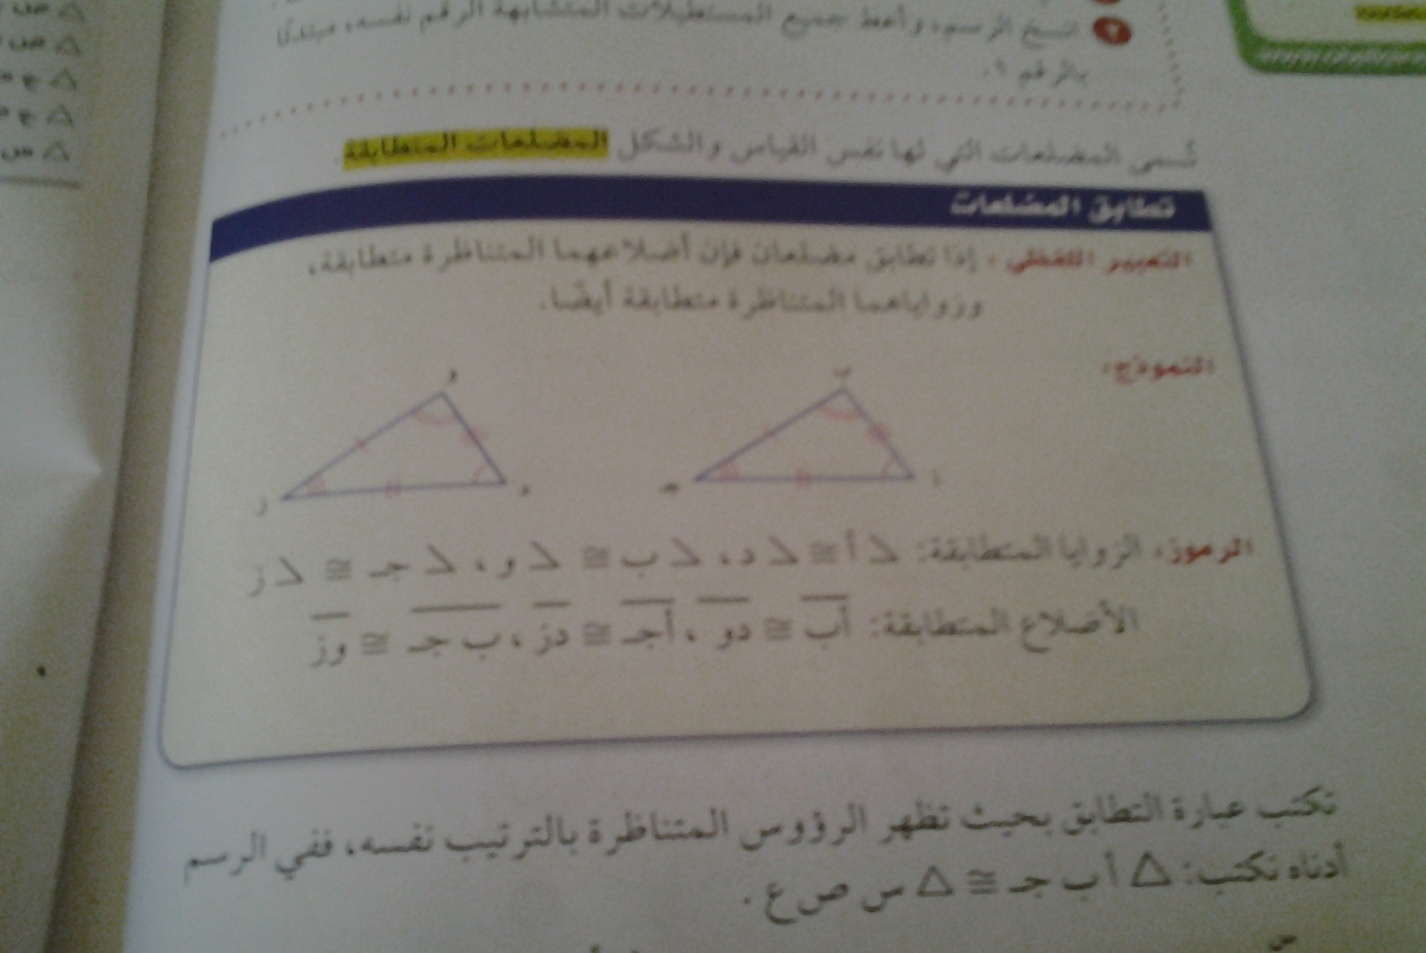 انسخ الرسم، وأعط جميع المستطيلات المتشابهة الرقم نفسه، مبتدئًا
بالرقم ١.
تُسمى المضلعات التي لها نفس القياس والشكل المضلعات المتطابقة.
تطابق المضلعات
التعبير اللفظي: إذا تطابق مضلعان فإن أضلاعهما المتناظرة متطابقة،
وزواياهما المتناظرة متطابقة أيضًا.
النموذج:
ب و
أ جـ د ز
الرموز: الزوايا المتطابقة: ∠أ ≅ ∠د، ∠ب ≅ ∠و، ∠جـ ≅ ∠ز
الأضلاع المتطابقة: أب ≅ دو، أجـ ≅ دز، ب جـ ≅ وز
تكتب عبارة التطابق بحيث تظهر الرؤوس المتناظرة بالترتيب نفسه، ففي الرسم
أدناه نكتب: △ أ ب جـ ≅ △ س ص ع .
س